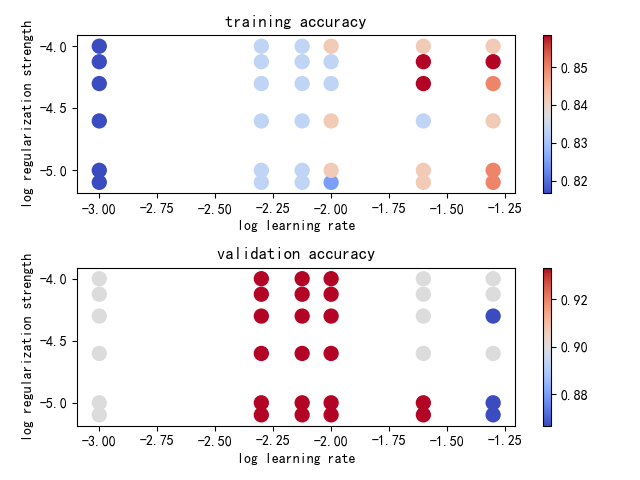 training accuracy
log regularization strength
−4.0
−4.5
−5.0
−3.00 −2.75 −2.50 −2.25 −2.00 −1.75 −1.50 −1.25
log learning rate
0.85
0.84
0.83
0.82
validation accuracy
log regularization strength
−4.0
−4.5
−5.0
−3.00 −2.75 −2.50 −2.25 −2.00 −1.75 −1.50 −1.25
log learning rate
0.92
0.90
0.88